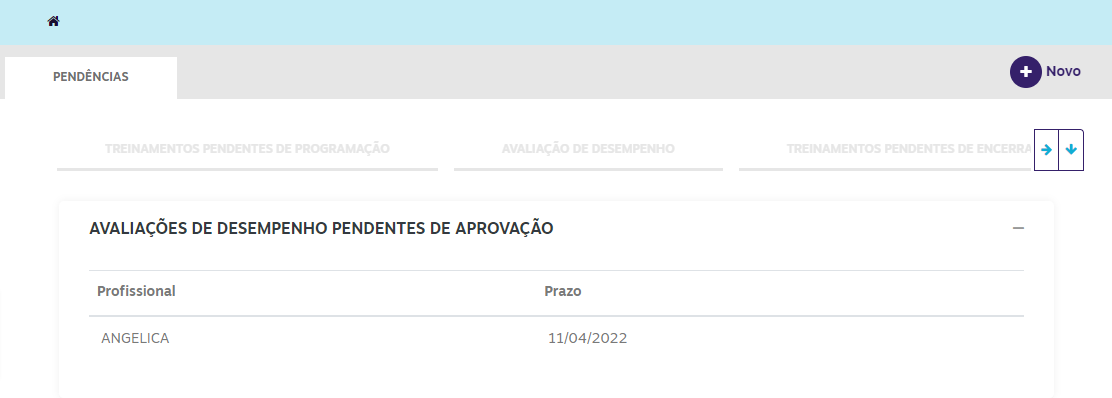 PENDÊNCIAS
Novo
TREINAMENTOS PENDENTES DE PROGRAMAÇÃO
AVALIAÇÃO DE DESEMPENHO
TREINAMENTOS PENDENTES DE ENCERRA
AVALIAÇÕES DE DESEMPENHO PENDENTES DE APROVAÇÃO
Profissional Prazo
ANGELICA 11/04/2022